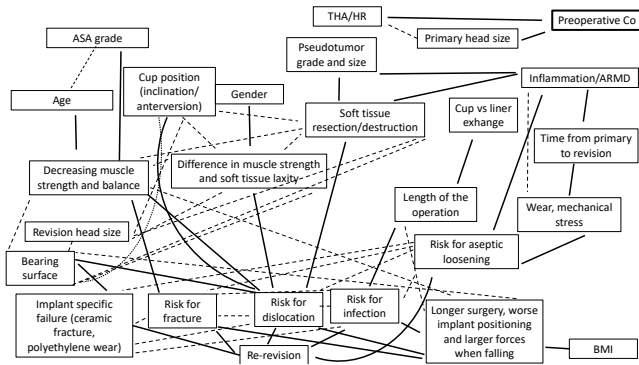 THA/HR
Preoperative Co
ASA grade
Primary head size
Pseudotumor
grade and size
Cup position
(inclination/
anterversion)
Inflammation/ARMD
Age
Gender
Soft tissue
resection/destruction
Cup vs liner
exhange
Time from primary
to revision
Decreasing muscle
strength and balance
Difference in muscle strength
and soft tissue laxity
Length of the
operation
Wear, mechanical
stress
Revision head size
Risk for aseptic
loosening
Bearing
surface
Implant specific
failure (ceramic
fracture,
polyethylene wear)
Risk for
fracture
Risk for
dislocation
Risk for
infection
Longer surgery, worse
implant positioning
and larger forces
when falling
Re-revision
BMI